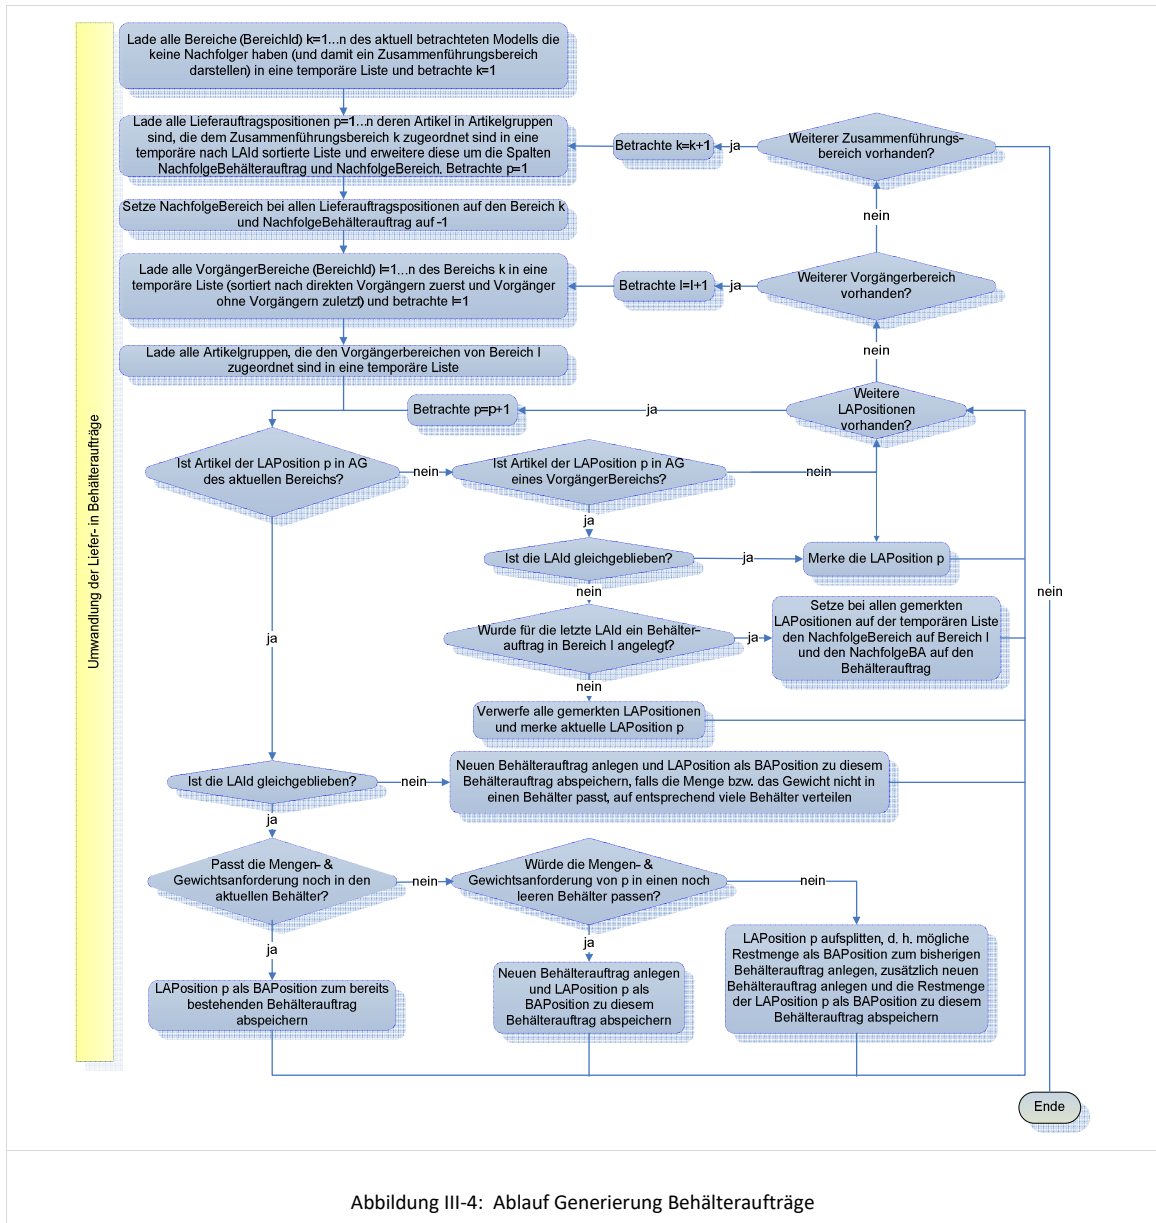 Umwandlung der Liefer- in Behälteraufträge
Lade alle Bereiche (BereichId) k=1...n des aktuell betrachteten Modells die
keine Nachfolger haben (und damit ein Zusammenführungsbereich
darstellen) in eine temporäre Liste und betrachte k=1
Lade alle Lieferauftragspositionen p=1...n deren Artikel in Artikelgruppen
sind, die dem Zusammenführungsbereich k zugeordnet sind in eine
temporäre nach LAId sortierte Liste und erweitere diese um die Spalten
NachfolgeBehälterauftrag und NachfolgeBereich. Betrachte p=1
Betrachte k=k+1
ja
Weiterer Zusammenführungs-
bereich vorhanden?
nein
Setze NachfolgeBereich bei allen Lieferauftragspositionen auf den Bereich k
und NachfolgeBehälterauftrag auf -1
Lade alle VorgängerBereiche (BereichId) l=1...n des Bereichs k in eine
temporäre Liste (sortiert nach direkten Vorgängern zuerst und Vorgänger
ohne Vorgängern zuletzt) und betrachte l=1
Betrachte l=l+1
ja
Weiterer Vorgängerbereich
vorhanden?
nein
Lade alle Artikelgruppen, die den Vorgängerbereichen von Bereich l
zugeordnet sind in eine temporäre Liste
Betrachte p=p+1
ja
Weitere
LAPositionen
vorhanden?
Ist Artikel der LAPosition p in AG
des aktuellen Bereichs?
nein
Ist Artikel der LAPosition p in AG
eines VorgängerBereichs?
nein
ja
Ist die LAId gleichgeblieben?
ja
Merke die LAPosition p
nein
nein
Wurde für die letzte LAId ein Behälter-
auftrag in Bereich l angelegt?
ja
Setze bei allen gemerkten
LAPositionen auf der temporären Liste
den NachfolgeBereich auf Bereich l
und den NachfolgeBA auf den
Behälterauftrag
ja
nein
Verwerfe alle gemerkten LAPositionen
und merke aktuelle LAPosition p
Ist die LAId gleichgeblieben?
nein
Neuen Behälterauftrag anlegen und LAPosition als BAPosition zu diesem
Behälterauftrag abspeichern, falls die Menge bzw. das Gewicht nicht in
einen Behälter passt, auf entsprechend viele Behälter verteilen
ja
Passt die Mengen- &
Gewichtsanforderung noch in den
aktuellen Behälter?
nein
Würde die Mengen- &
Gewichtsanforderung von p in einen noch
leeren Behälter passen?
nein
ja
ja
LAPosition p als BAPosition zum bereits
bestehenden Behälterauftrag
abspeichern
Neuen Behälterauftrag anlegen
und LAPosition p als
BAPosition zu diesem
Behälterauftrag abspeichern
LAPosition p aufsplitten, d. h. mögliche
Restmenge als BAPosition zum bisherigen
Behälterauftrag anlegen, zusätzlich neuen
Behälterauftrag anlegen und die Restmenge
der LAPosition p als BAPosition zu diesem
Behälterauftrag abspeichern
Ende
Abbildung III-4: Ablauf Generierung Behälteraufträge